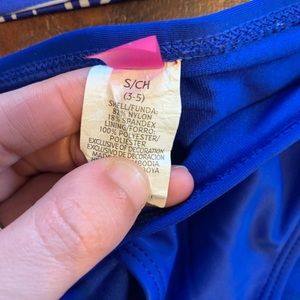 S/CH
(3-5)
SHELL/FUNDA:
82% NYLON
18% SPANDEX
LINING/FORRO:
100% POLYESTER/
POLIESTER
EXCLUSIVE OF DECORATION
EXCLUSIVO DE DECORACION